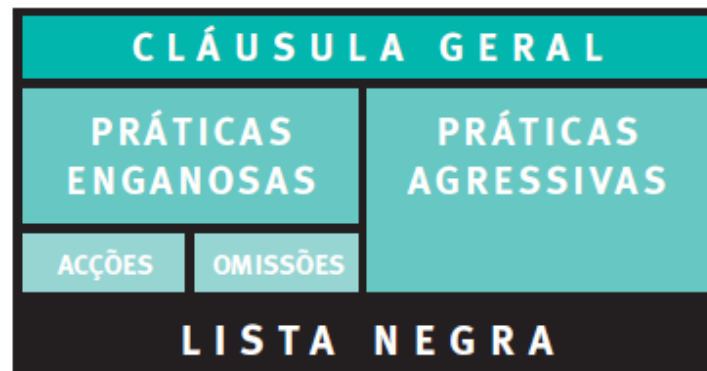 CLÁUSULA GERAL
PRÁTICAS
ENGANOSAS
PRÁTICAS
AGRESSIVAS
ACÇÕES
OMISSÕES
LISTA NEGRA